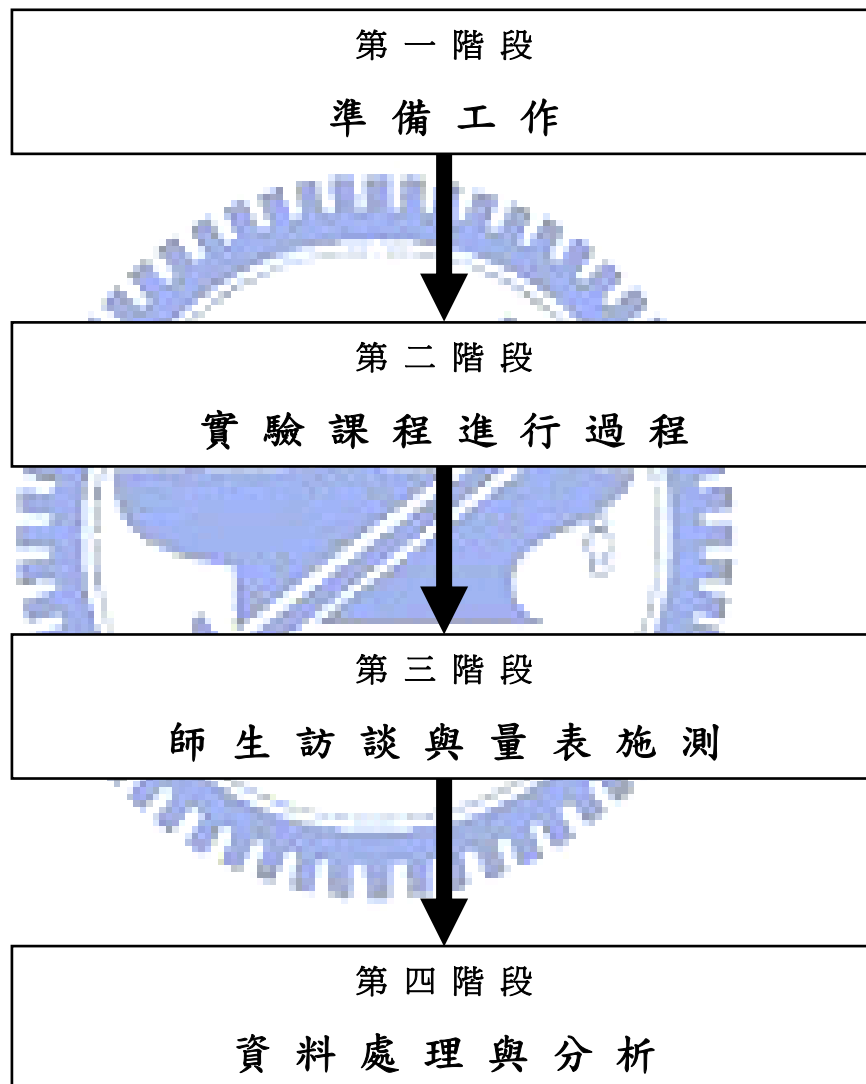 第一階段
準備工作
第二階段
實驗課程進行過程
第三階段
師生訪談與量表施測
第四階段
資料處理與分析